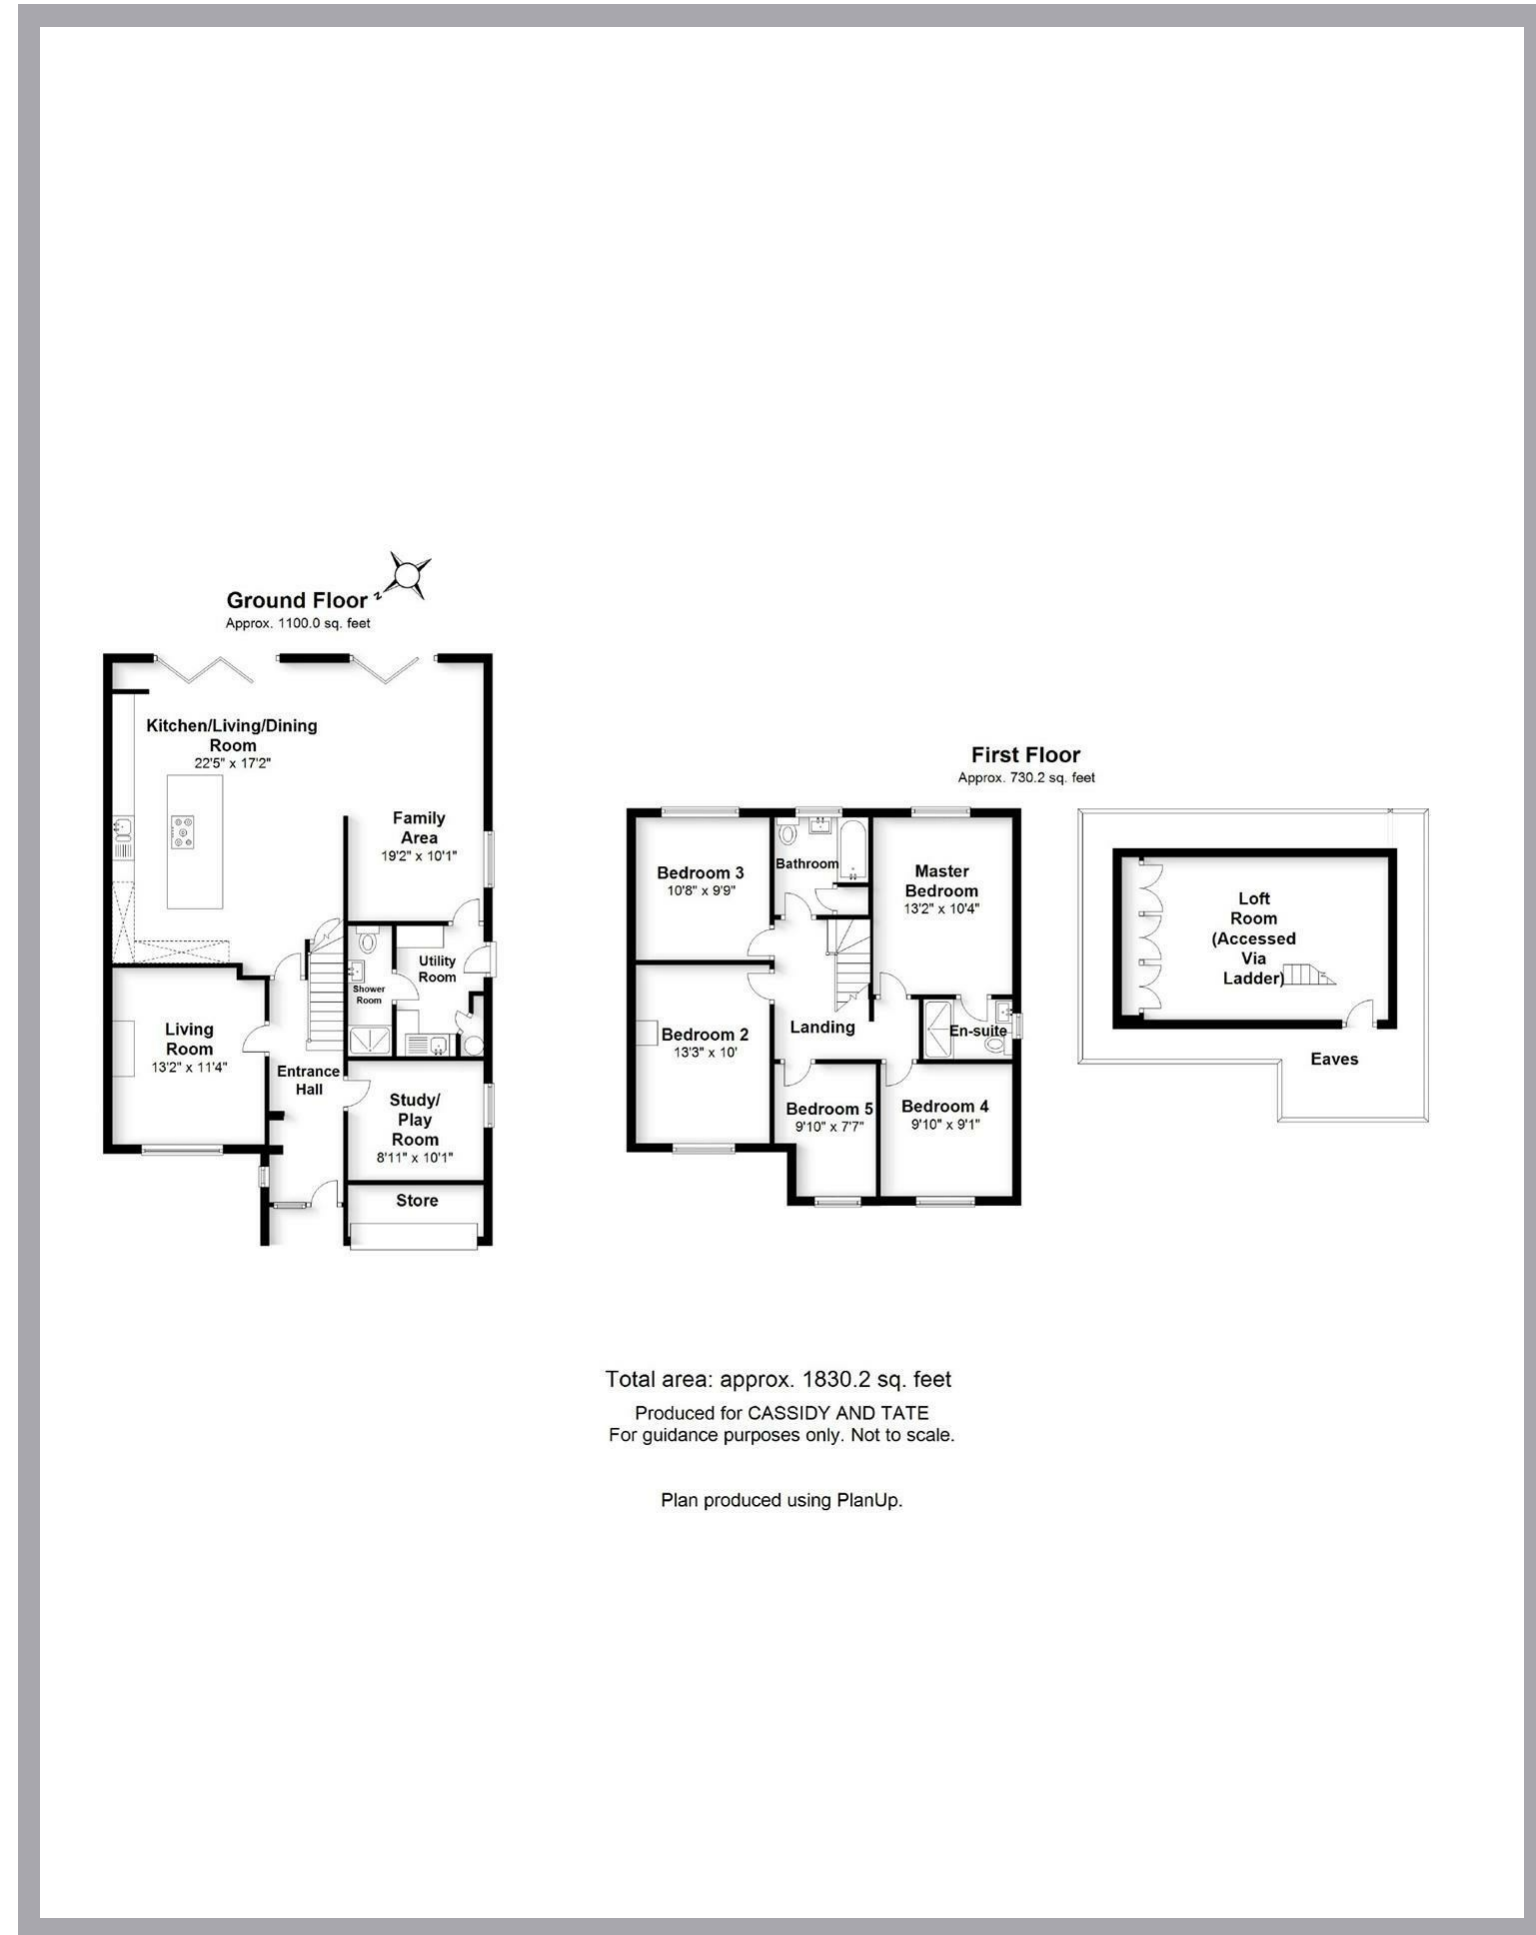 Ground Floor
Approx. 1100.0 sq. feet
N
Kitchen/Living/Dining
Room
22'5" x 17'2"
Family
Area
19'2" x 10'1"
Utility
Room
Shower
Room
Living
Room
13'2" x 11'4"
Entrance
Hall
Study/
Play
Room
8'11" x 10'1"
Store
First Floor
Approx. 730.2 sq. feet
Bedroom 3
10'8" x 9'9"
Bathroom
Master
Bedroom
13'2" x 10'4"
Bedroom 2
13'3" x 10'
Landing
En-suite
Bedroom 5
9'10" x 7'7"
Bedroom 4
9'10" x 9'1"
Loft
Room
(Accessed
Via
Ladder)
Eaves
Total area: approx. 1830.2 sq. feet
Produced for CASSIDY AND TATE
For guidance purposes only. Not to scale.
Plan produced using PlanUp.